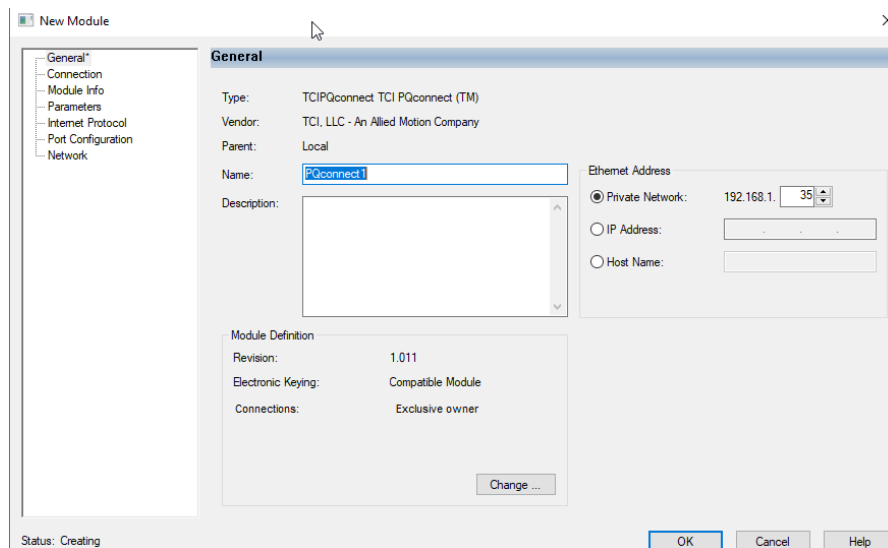 New Module
General*
Connection
Module Info
Parameters
Internet Protocol
Port Configuration
Network
General
Type: TCIPQconnect TCI PQconnect (TM)
Vendor: TCI, LLC - An Allied Motion Company
Parent: Local
Name: PQconnect1
Description:
Ethernet Address
Private Network: 192.168.1. 35
IP Address: . . .
Host Name:
Module Definition
Revision: 1.011
Electronic Keying: Compatible Module
Connections: Exclusive owner
Change ...
Status: Creating
OK Cancel Help